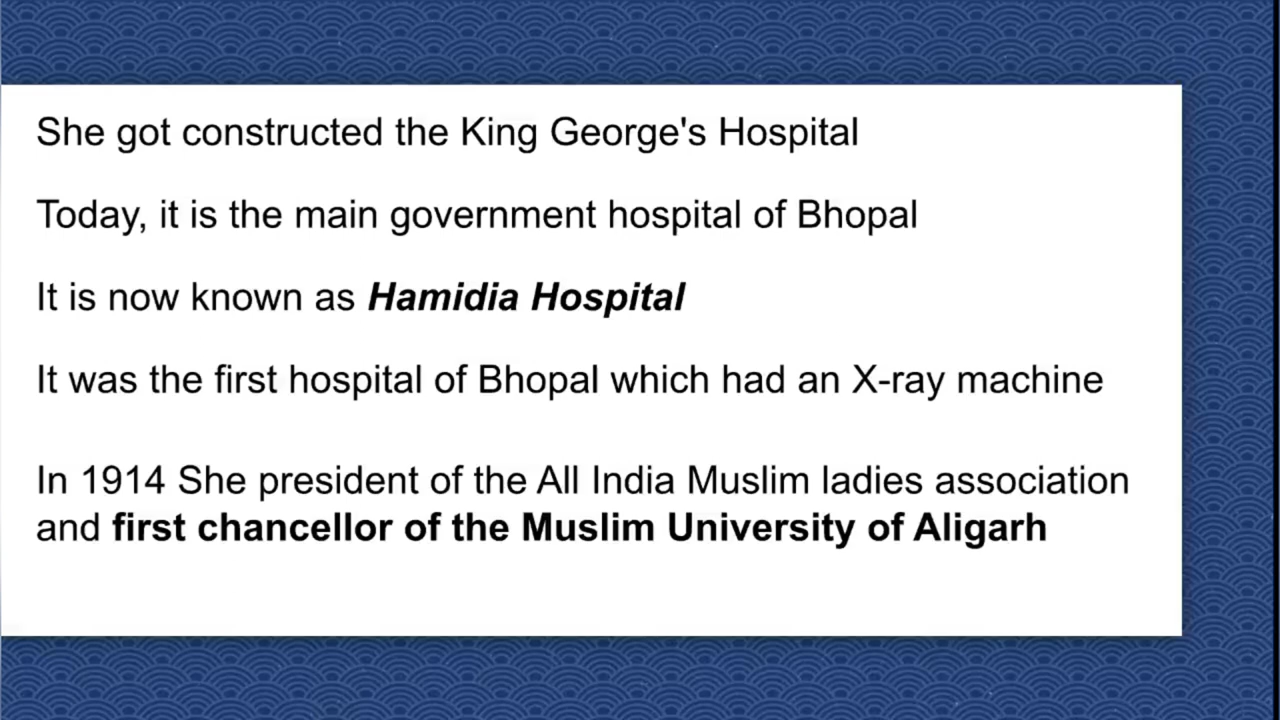 She got constructed the King George's Hospital
Today, it is the main government hospital of Bhopal
It is now known as Hamidia Hospital
It was the first hospital of Bhopal which had an X-ray machine
In 1914 She president of the All India Muslim ladies association
and first chancellor of the Muslim University of Aligarh